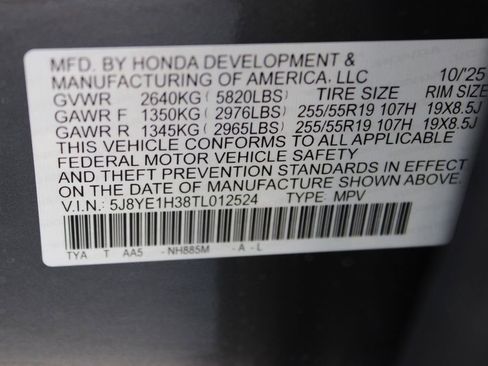 MFD. BY HONDA DEVELOPMENT &
MANUFACTURING OF AMERICA, LLC 10/'25
GVWR 2640KG ( 5820LBS) TIRE SIZE RIM SIZE
GAWR F 1350KG ( 2976LBS) 255/55R19 107H 19X8.5J
GAWR R 1345KG ( 2965LBS) 255/55R19 107H 19X8.5J
THIS VEHICLE CONFORMS TO ALL APPLICABLE
FEDERAL MOTOR VEHICLE SAFETY
AND THEFT PREVENTION STANDARDS IN EFFECT
ON THE DATE OF MANUFACTURE SHOWN ABOVE.
V.I.N.: 5J8YE1H38TL012524 TYPE: MPV
TYA T AA5 - NH885M - A - L